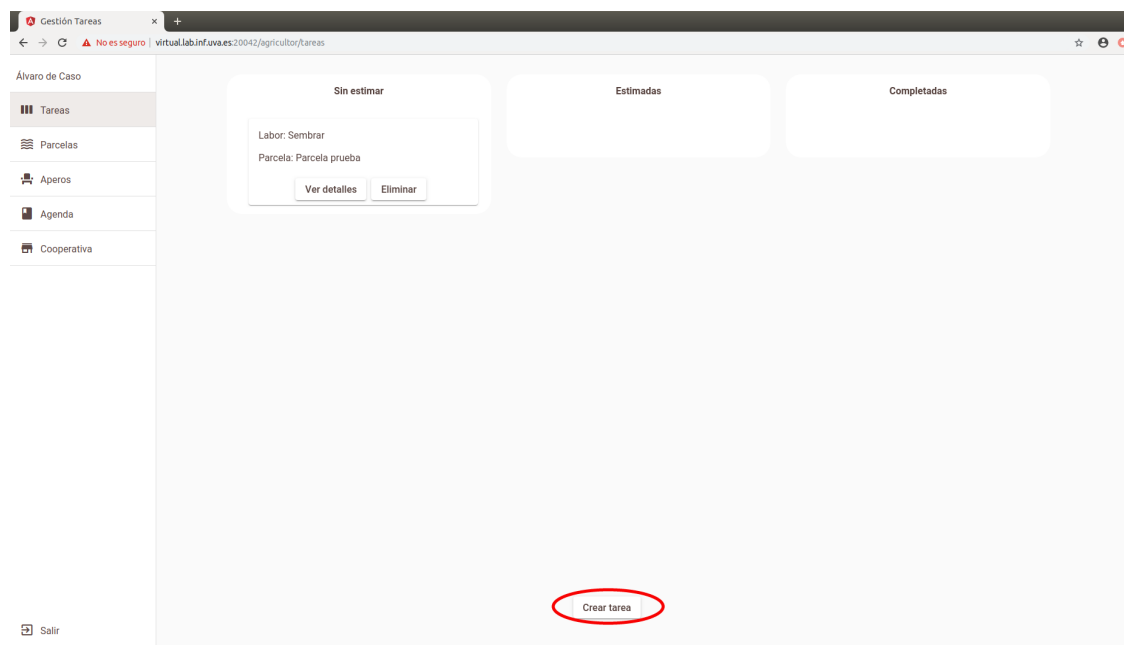 Gestión Tareas
No es seguro | virtual.lab.inf.uva.es:20042/agricultor/tareas
Álvaro de Caso
Tareas
Parcelas
Aperos
Agenda
Cooperativa
Salir
Sin estimar
Labor: Sembrar
Parcela: Parcela prueba
Ver detalles Eliminar
Estimadas
Completadas
Crear tarea